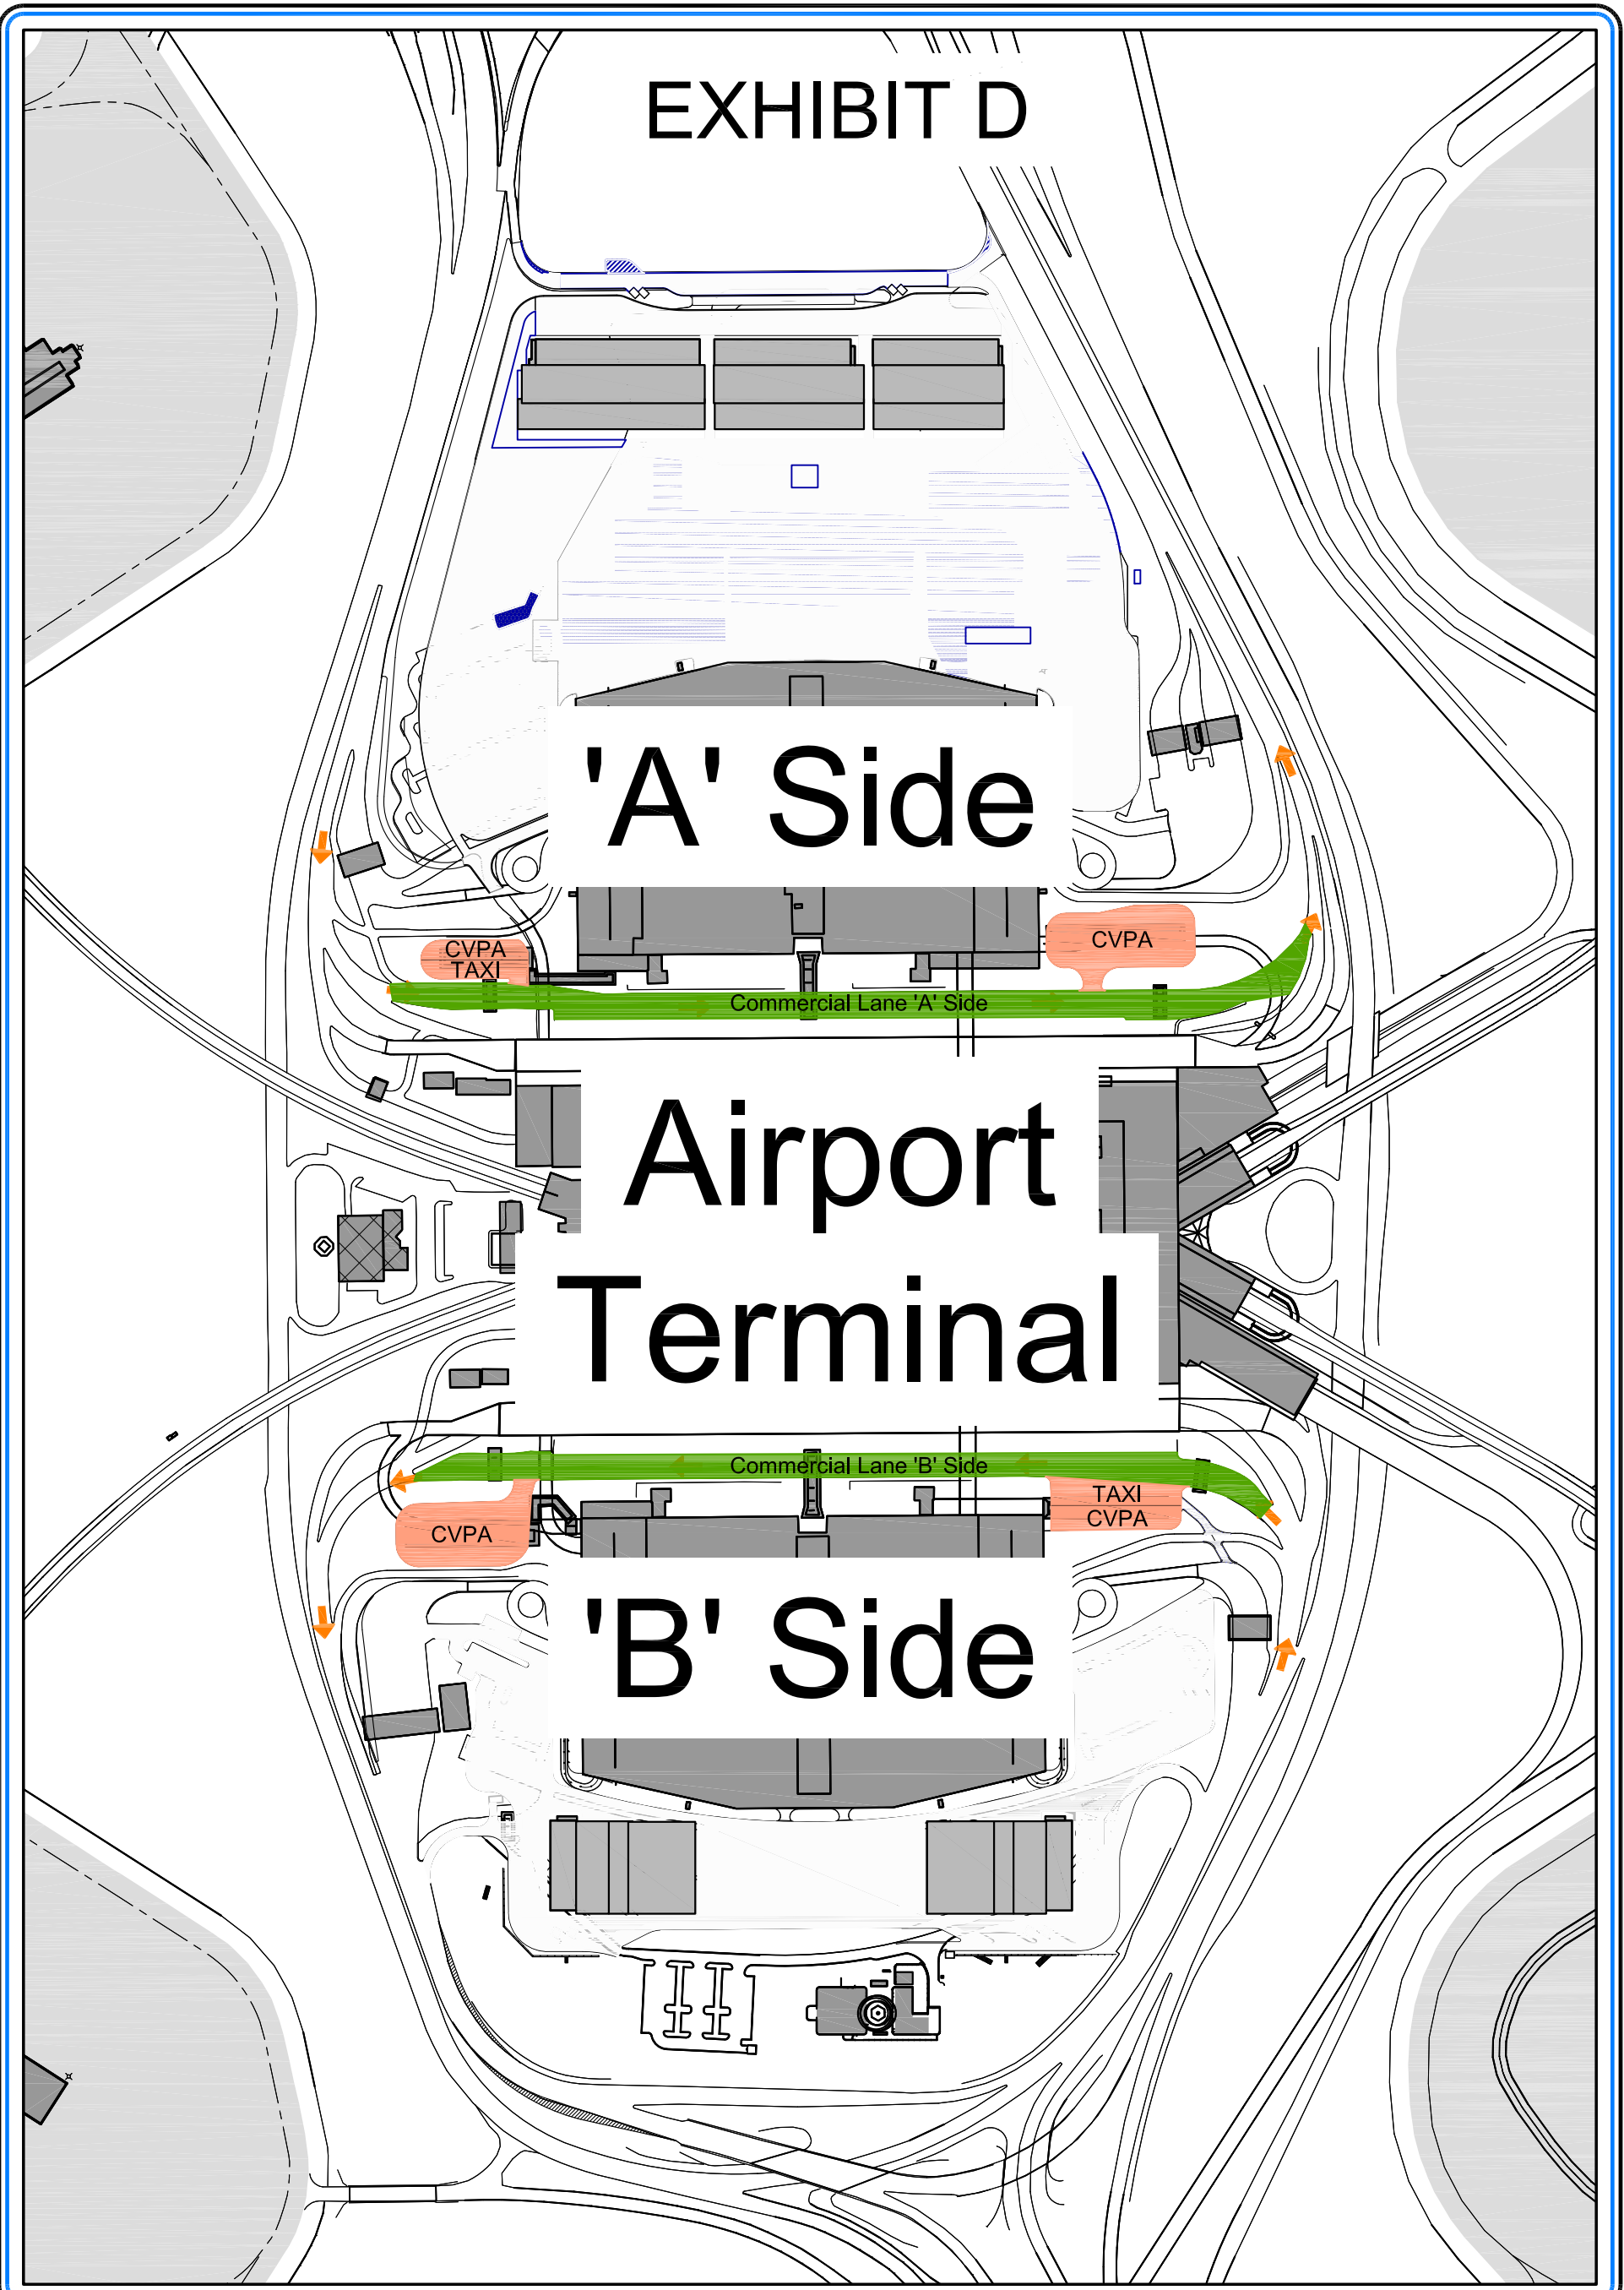 EXHIBIT D
'A' Side
CVPA
TAXI
CVPA
Commercial Lane 'A' Side
Airport
Terminal
Commercial Lane 'B' Side
TAXI
CVPA
CVPA
'B' Side